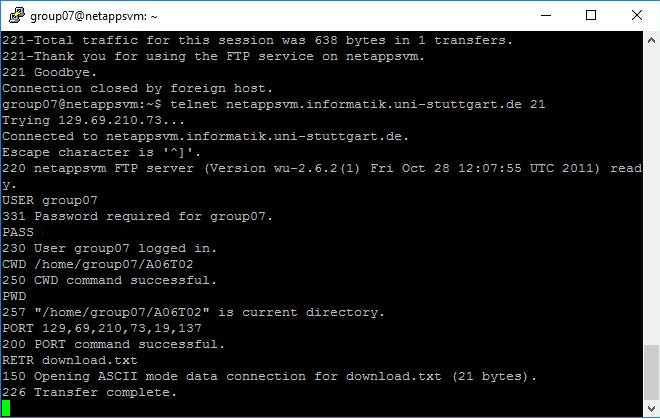 group07@netappsvm: ~
221-Total traffic for this session was 638 bytes in 1 transfers.
221-Thank you for using the FTP service on netappsvm.
221 Goodbye.
Connection closed by foreign host.
group07@netappsvm:~$ telnet netappsvm.informatik.uni-stuttgart.de 21
Trying 129.69.210.73...
Connected to netappsvm.informatik.uni-stuttgart.de.
Escape character is '^]'.
220 netappsvm FTP server (Version wu-2.6.2(1) Fri Oct 28 12:07:55 UTC 2011) read
y.
USER group07
331 Password required for group07.
PASS
230 User group07 logged in.
CWD /home/group07/A06T02
250 CWD command successful.
PWD
257 "/home/group07/A06T02" is current directory.
PORT 129,69,210,73,19,137
200 PORT command successful.
RETR download.txt
150 Opening ASCII mode data connection for download.txt (21 bytes).
226 Transfer complete.